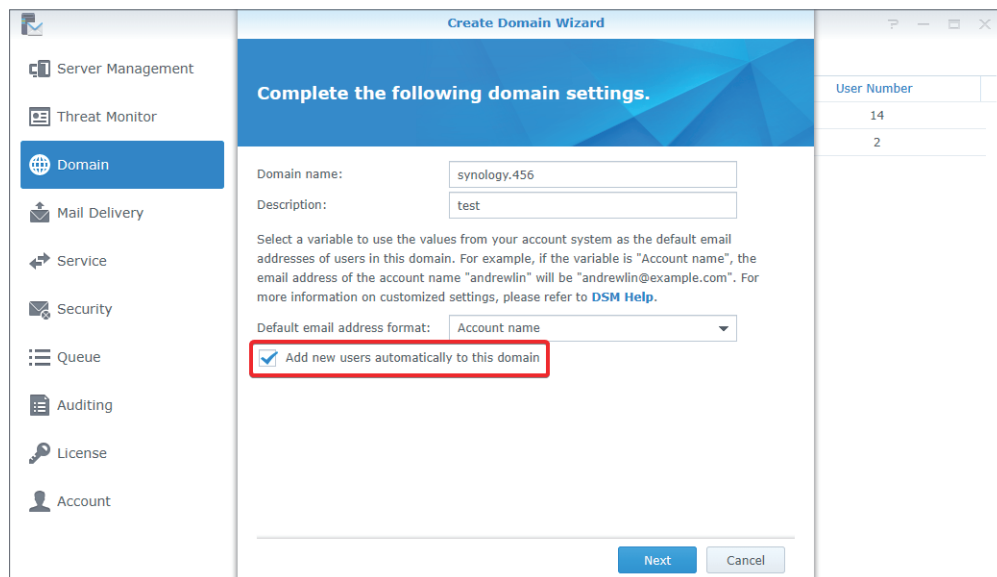 Create Domain Wizard
Server Management
Threat Monitor
Domain
Mail Delivery
Service
Security
Queue
Auditing
License
Account
Complete the following domain settings.
Domain name: synology.456
Description: test
Select a variable to use the values from your account system as the default email
addresses of users in this domain. For example, if the variable is "Account name", the
email address of the account name "andrewlin" will be "andrewlin@example.com". For
more information on customized settings, please refer to DSM Help.
Default email address format: Account name
Add new users automatically to this domain
Next Cancel
User Number
14
2